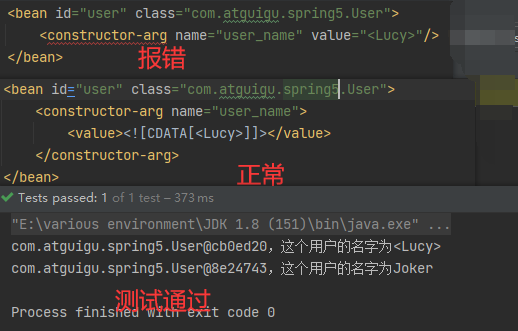 <bean id="user" class="com.atguigu.spring5.User">
<constructor-arg name="user_name" value="<Lucy>"/>
</bean>
报错
<bean id="user" class="com.atguigu.spring5.User">
<constructor-arg name="user_name">
<value><![CDATA[<Lucy>]]></value>
</constructor-arg>
正常
</bean>
Tests passed: 1 of 1 test – 373 ms
"E:\various environment\JDK 1.8 (151)\bin\java.exe" ...
com.atguigu.spring5.User@cb0ed20，这个用户的名字为<Lucy>
com.atguigu.spring5.User@8e24743，这个用户的名字为Joker
测试通过
Process finished with exit code 0